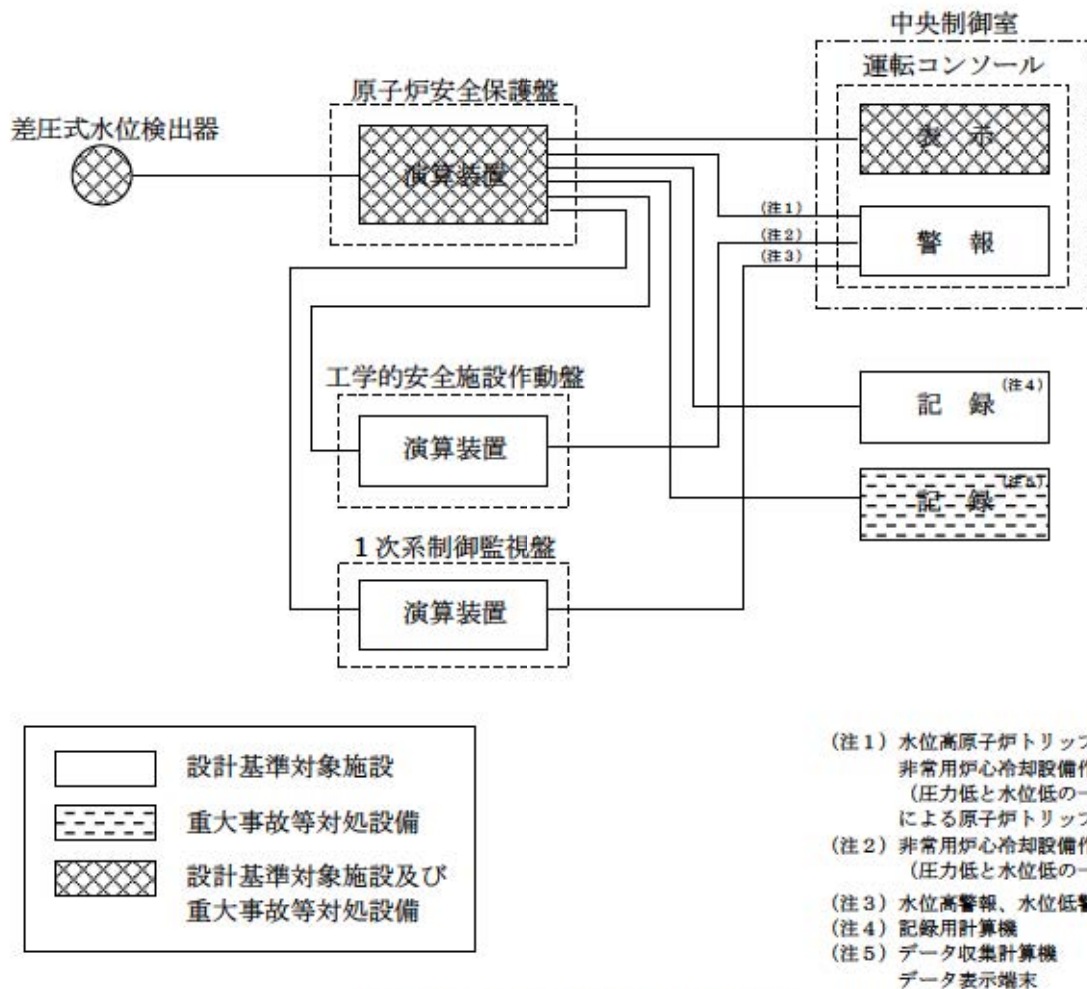 中央制御室
運転コンソール
原子炉安全保護盤
差圧式水位検出器
演算装置
表 示
(注1)
(注2)
(注3)
警 報
工学的安全施設作動盤
演算装置
記 録 (注4)
記 録 (注5)
1次系制御監視盤
演算装置
設計基準対象施設
重大事故等対処設備
設計基準対象施設及び
重大事故等対処設備
(注1) 水位高原子炉トリップ
非常用炉心冷却設備作
(圧力低と水位低の一
による原子炉トリップ
(注2) 非常用炉心冷却設備作
(圧力低と水位低の一
(注3) 水位高警報、水位低警
(注4) 記録用計算機
(注5) データ収集計算機
データ表示端末